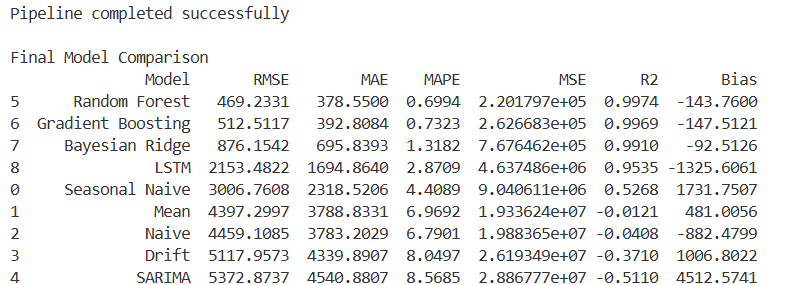 Pipeline completed successfully
Final Model Comparison
Model RMSE MAE MAPE MSE R2 Bias
5 Random Forest 469.2331 378.5500 0.6994 2.201797e+05 0.9974 -143.7600
6 Gradient Boosting 512.5117 392.8084 0.7323 2.626683e+05 0.9969 -147.5121
7 Bayesian Ridge 876.1542 695.8393 1.3182 7.676462e+05 0.9910 -92.5126
8 LSTM 2153.4822 1694.8640 2.8709 4.637486e+06 0.9535 -1325.6061
0 Seasonal Naive 3006.7608 2318.5206 4.4089 9.040611e+06 0.5268 1731.7507
1 Mean 4397.2997 3788.8331 6.9692 1.933624e+07 -0.0121 481.0056
2 Naive 4459.1085 3783.2029 6.7901 1.988365e+07 -0.0408 -882.4799
3 Drift 5117.9573 4339.8907 8.0497 2.619349e+07 -0.3710 1006.8022
4 SARIMA 5372.8737 4540.8807 8.5685 2.886777e+07 -0.5110 4512.5741